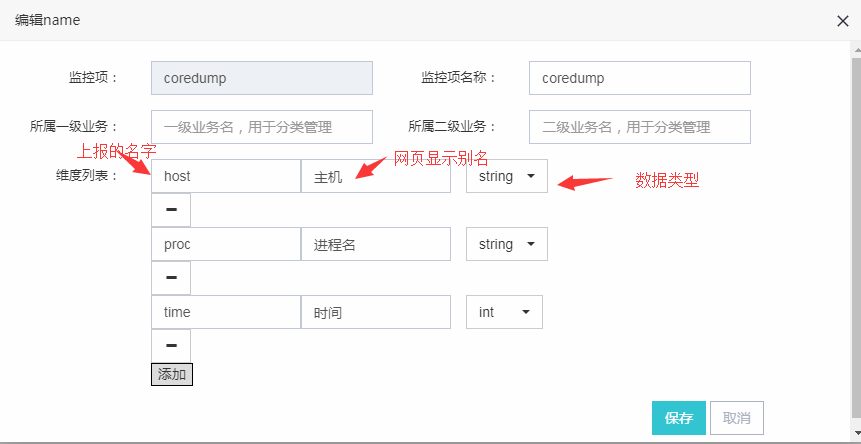 编辑name
监控项： coredump 监控项名称： coredump
所属一级业务： 一级业务名，用于分类管理 所属二级业务： 二级业务名，用于分类管理
上报的名字 网页显示别名
维度列表： host 主机 string 数据类型
proc 进程名 string
time 时间 int
添加
保存 取消